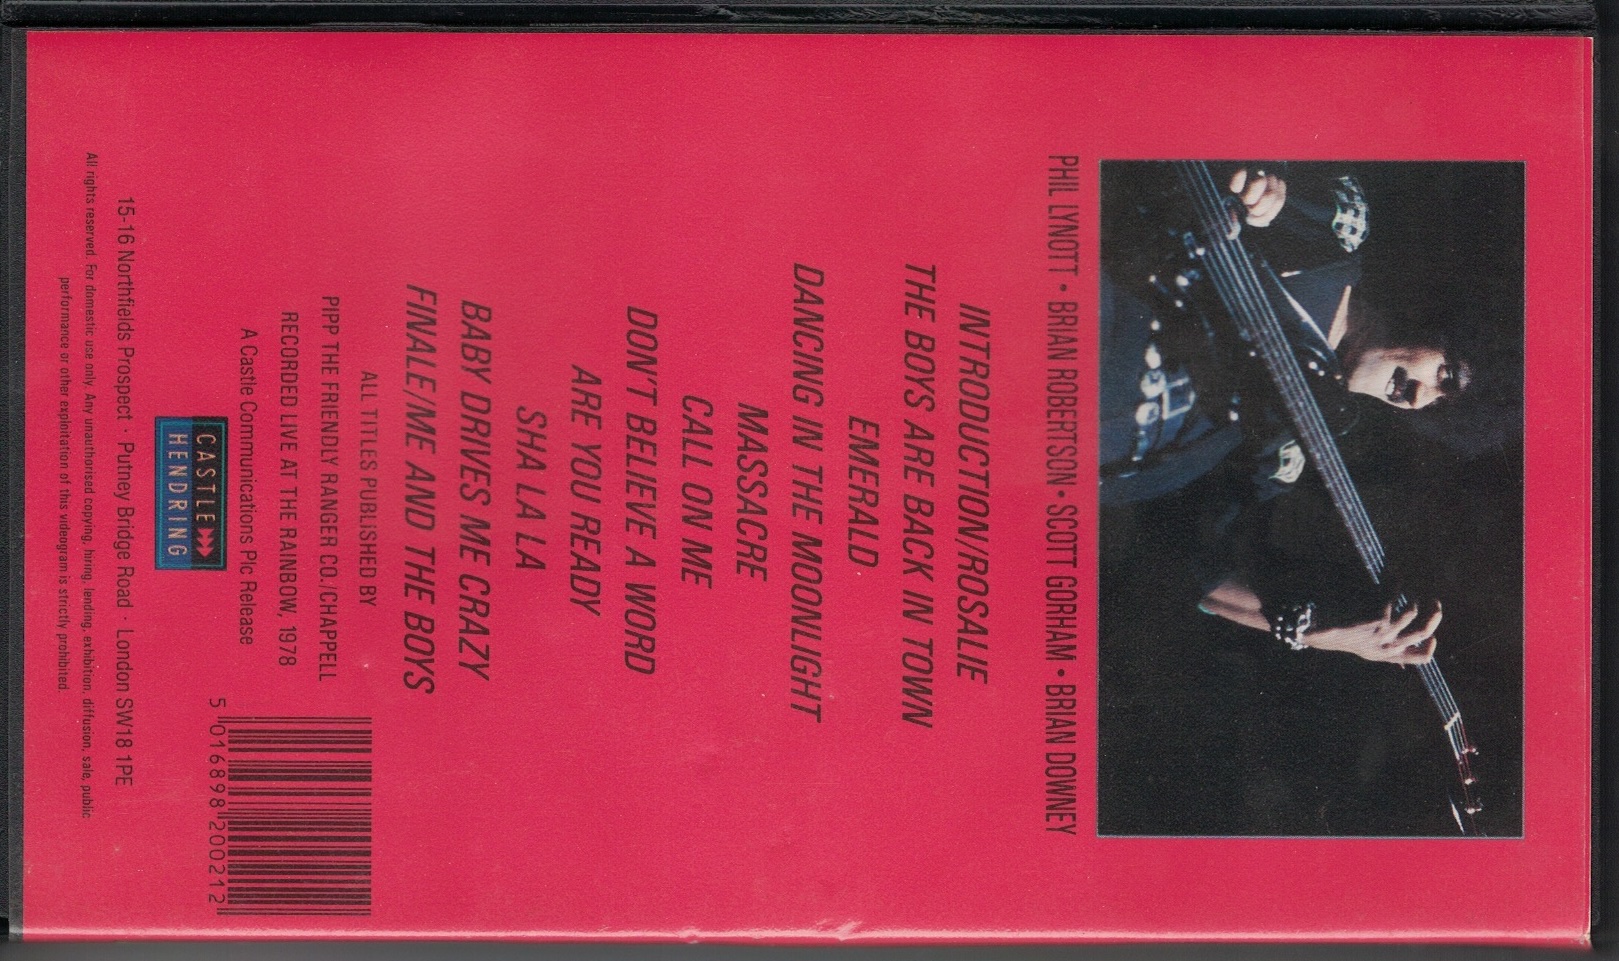 PHIL LYNOTT • BRIAN ROBERTSON • SCOTT GORHAM • BRIAN DOWNEY
INTRODUCTION/ROSALIE
THE BOYS ARE BACK IN TOWN
EMERALD
DANCING IN THE MOONLIGHT
MASSACRE
CALL ON ME
DON'T BELIEVE A WORD
ARE YOU READY
SHA LA LA
BABY DRIVES ME CRAZY
FINALE/ME AND THE BOYS
ALL TITLES PUBLISHED BY
PIPP THE FRIENDLY RANGER CO./CHAPPELL
RECORDED LIVE AT THE RAINBOW, 1978
A Castle Communications Plc Release
CASTLE
HENDRING
5 016898 200212
15-16 Northfields Prospect · Putney Bridge Road · London SW18 1PE
All rights reserved. For domestic use only. Any unauthorised copying, hiring, lending, exhibition, diffusion, sale, public
performance or other exploitation of this videogram is strictly prohibited.